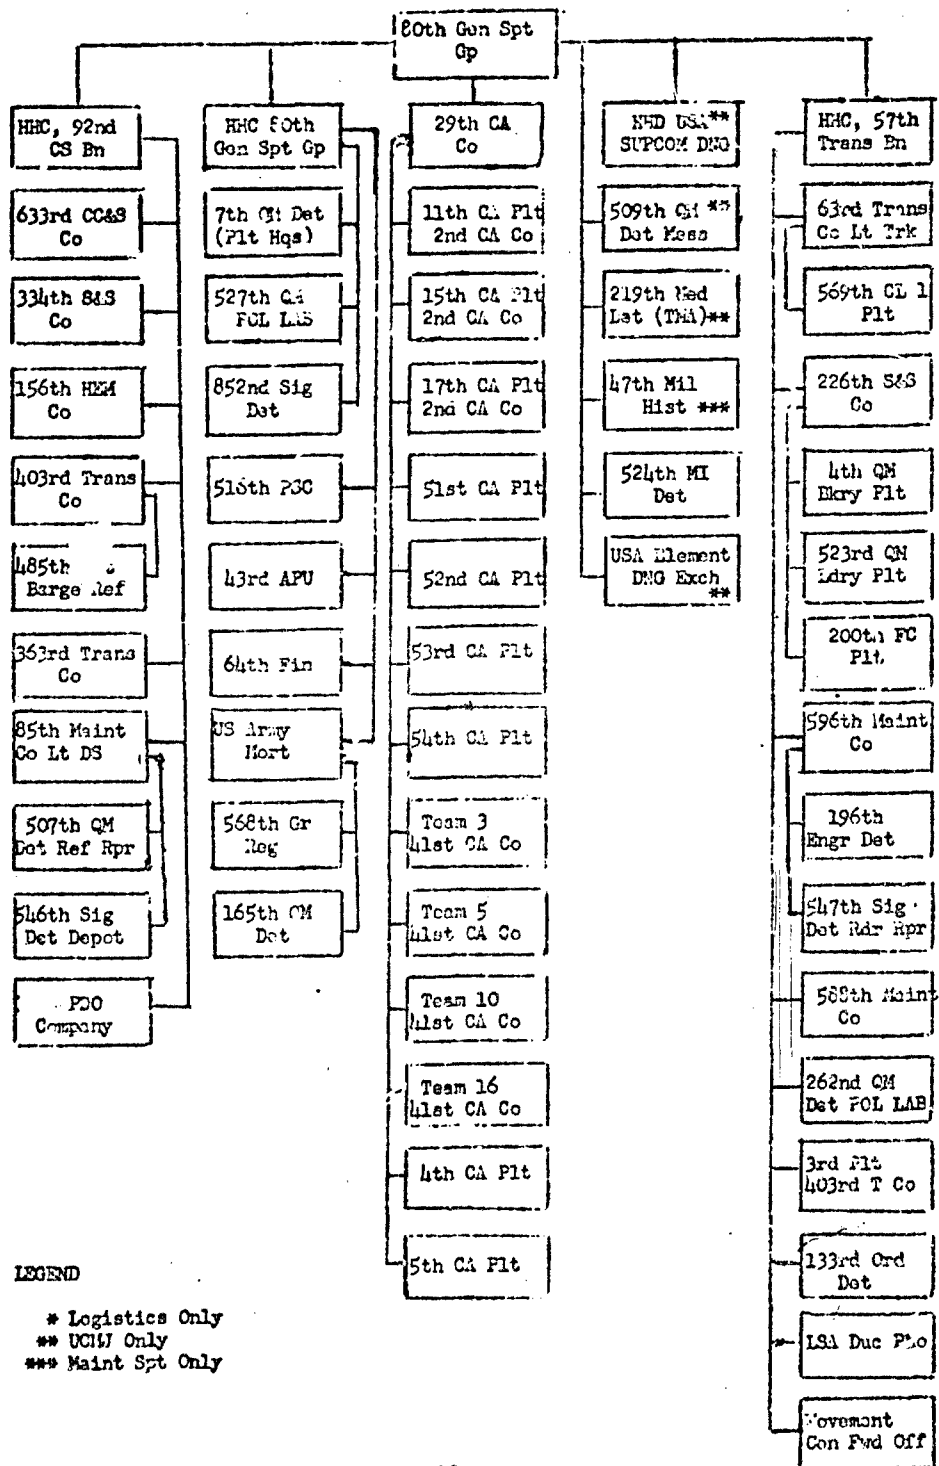 80th Gen Spt
Gp
HHC, 92nd
CS Bn
633rd CC&S
Co
334th S&S
Co
156th HEM
Co
403rd Trans
Co
485th
Barge Ref
363rd Trans
Co
85th Maint
Co Lt DS
507th QM
Det Ref Rpr
546th Sig
Det Depot
PDO
Company
HHC 80th
Gen Spt Gp
7th QM Det
(Plt Hqs)
527th QM
POL LAB
852nd Sig
Det
516th PSC
43rd APU
64th Fin
US Army
Mort
568th Gr
Reg
165th QM
Det
29th CA
Co
11th CA Plt
2nd CA Co
15th CA Plt
2nd CA Co
17th CA Plt
2nd CA Co
51st CA Plt
52nd CA Plt
53rd CA Plt
54th CA Plt
Team 3
41st CA Co
Team 5
41st CA Co
Team 10
41st CA Co
Team 16
41st CA Co
4th CA Plt
5th CA Plt
USA**
SUPCOM DNG
509th QM **
Det Mess
219th Med
Det (TMA)**
47th Mil
Hist ***
524th MI
Det
USA Element
DNG Exch
**
HHC, 57th
Trans Bn
63rd Trans
Co Lt Trk
569th CL 1
Plt
226th S&S
Co
4th QM
Bkry Plt
523rd QM
Ldry Plt
200th FC
Plt
596th Maint
Co
196th
Engr Det
547th Sig
Det Rdr Rpr
588th Maint
Co
262nd QM
Det POL LAB
3rd Plt
403rd T Co
133rd Ord
Det
LSA Duc Pho
Movement
Con Fwd Off
LEGEND
* Logistics Only
** UCMJ Only
*** Maint Spt Only